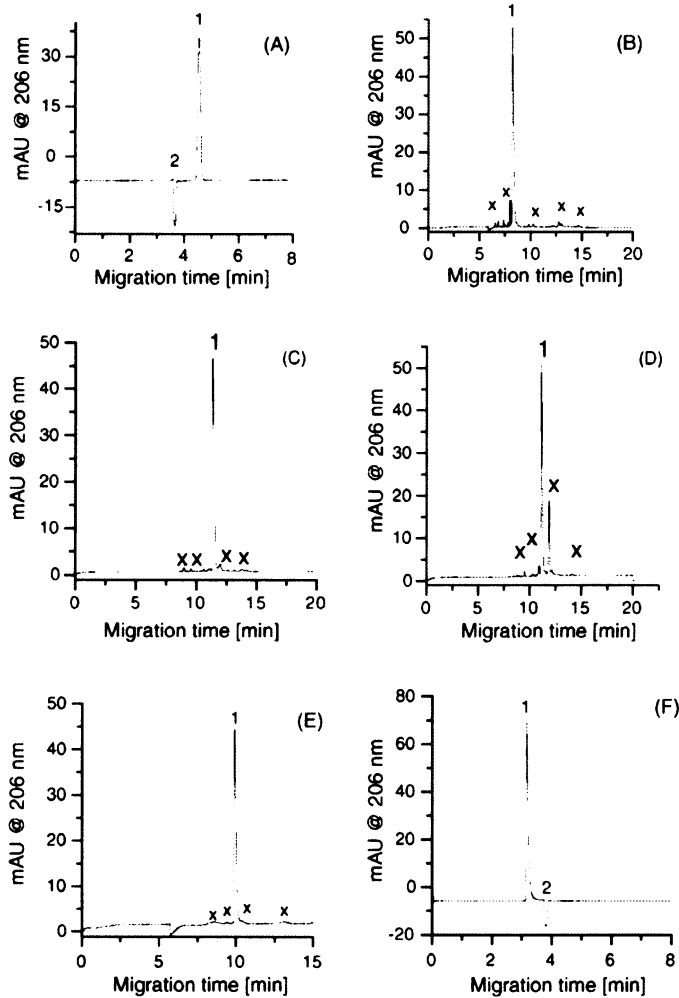 (A)
1
2
mAU @ 206 nm
30
15
0
-15
0 2 4 6 8
Migration time [min]
(B)
1
x x x x x
mAU @ 206 nm
50
40
30
20
10
0
0 5 10 15 20
Migration time [min]
(C)
1
X X X X
mAU @ 206 nm
50
40
30
20
10
0
0 5 10 15 20
Migration time [min]
(D)
1
X
X X X
mAU @ 206 nm
50
40
30
20
10
0
0 5 10 15 20
Migration time [min]
(E)
1
x x x x
mAU @ 206 nm
50
40
30
20
10
0
0 5 10 15
Migration time [min]
(F)
1
2
mAU @ 206 nm
80
60
40
20
0
-20
0 2 4 6 8
Migration time [min]